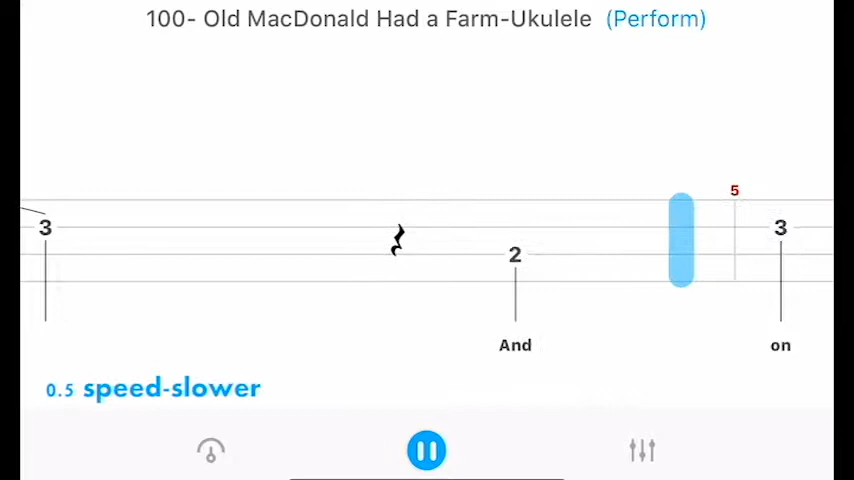 100- Old MacDonald Had a Farm-Ukulele (Perform)
5
3 3
2
And on
0.5 speed-slower